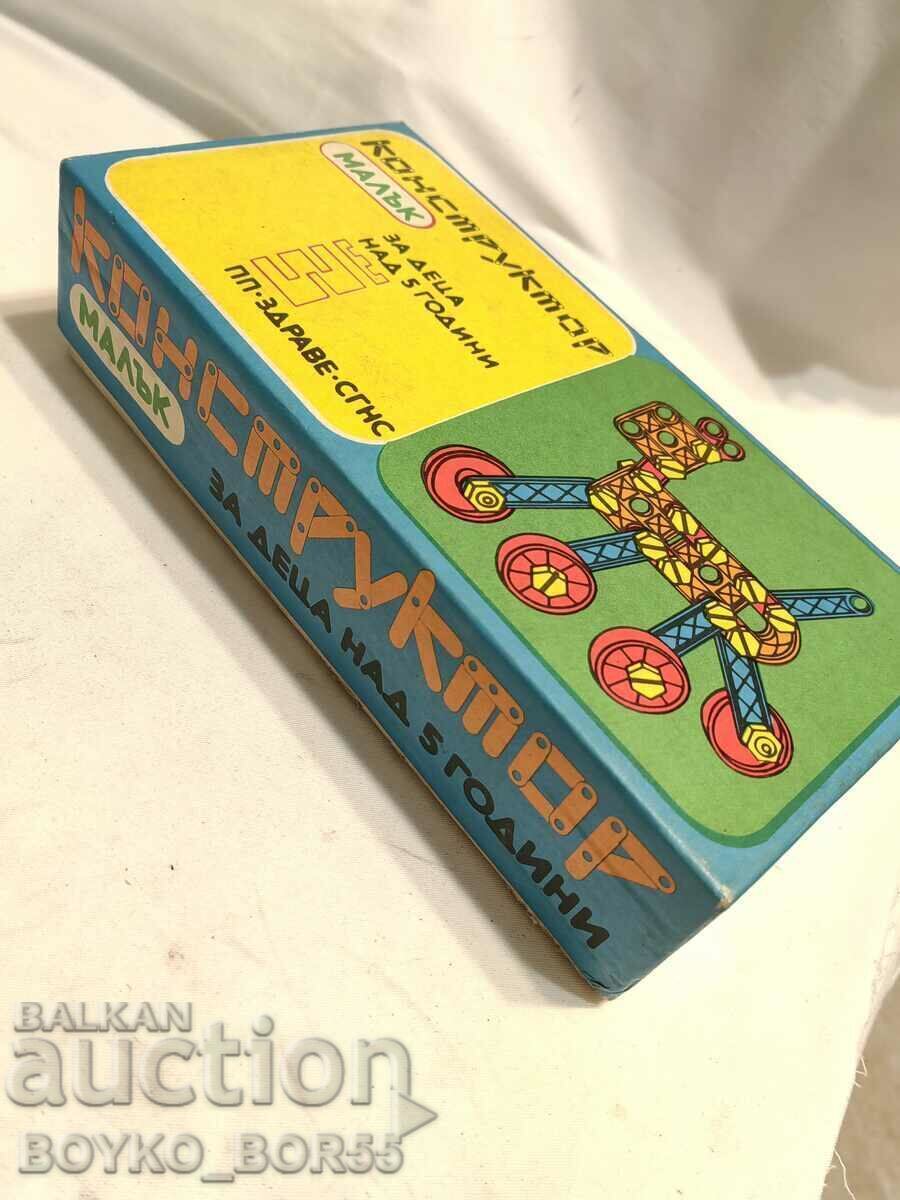 КОНСТРУКТОР
МАЛЪК
ЗА ДЕЦА
НАД 5 ГОДИНИ
ПП·ЗДРАВЕ·СГНС
КОНСТРУКТОР
МАЛЪК
ЗА ДЕЦА НАД 5 ГОДИНИ
BALKAN
auction
BOYKO_BOR55